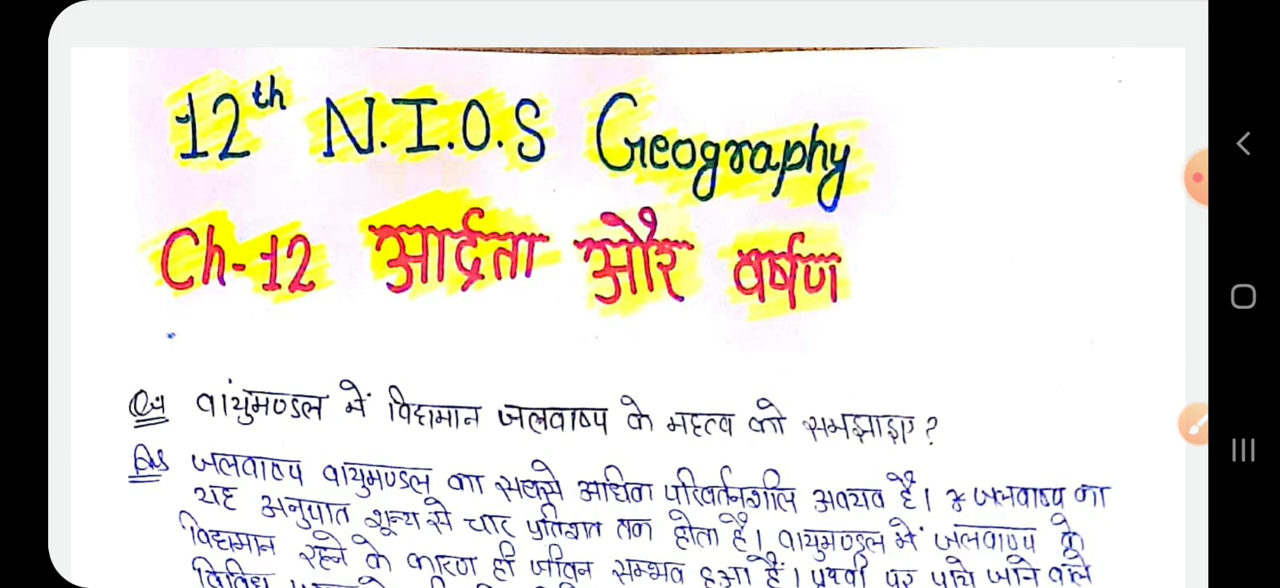 12th N.I.O.S Geography
Ch-12 आर्द्रता और वर्षण
Q1 वायुमण्डल में विद्यमान जलवाष्प के महत्व को समझाइए?
Ans जलवाष्प वायुमण्डल का सबसे अधिक परिवर्तनशील अवयव है। जलवाष्प का
यह अनुपात शून्य से चार प्रतिशत तक होता है। वायुमण्डल में जलवाष्प के
विद्यमान रहने के कारण ही जीवन सम्भव हुआ है। पृथ्वी पर पाये जाने वाले
विविध